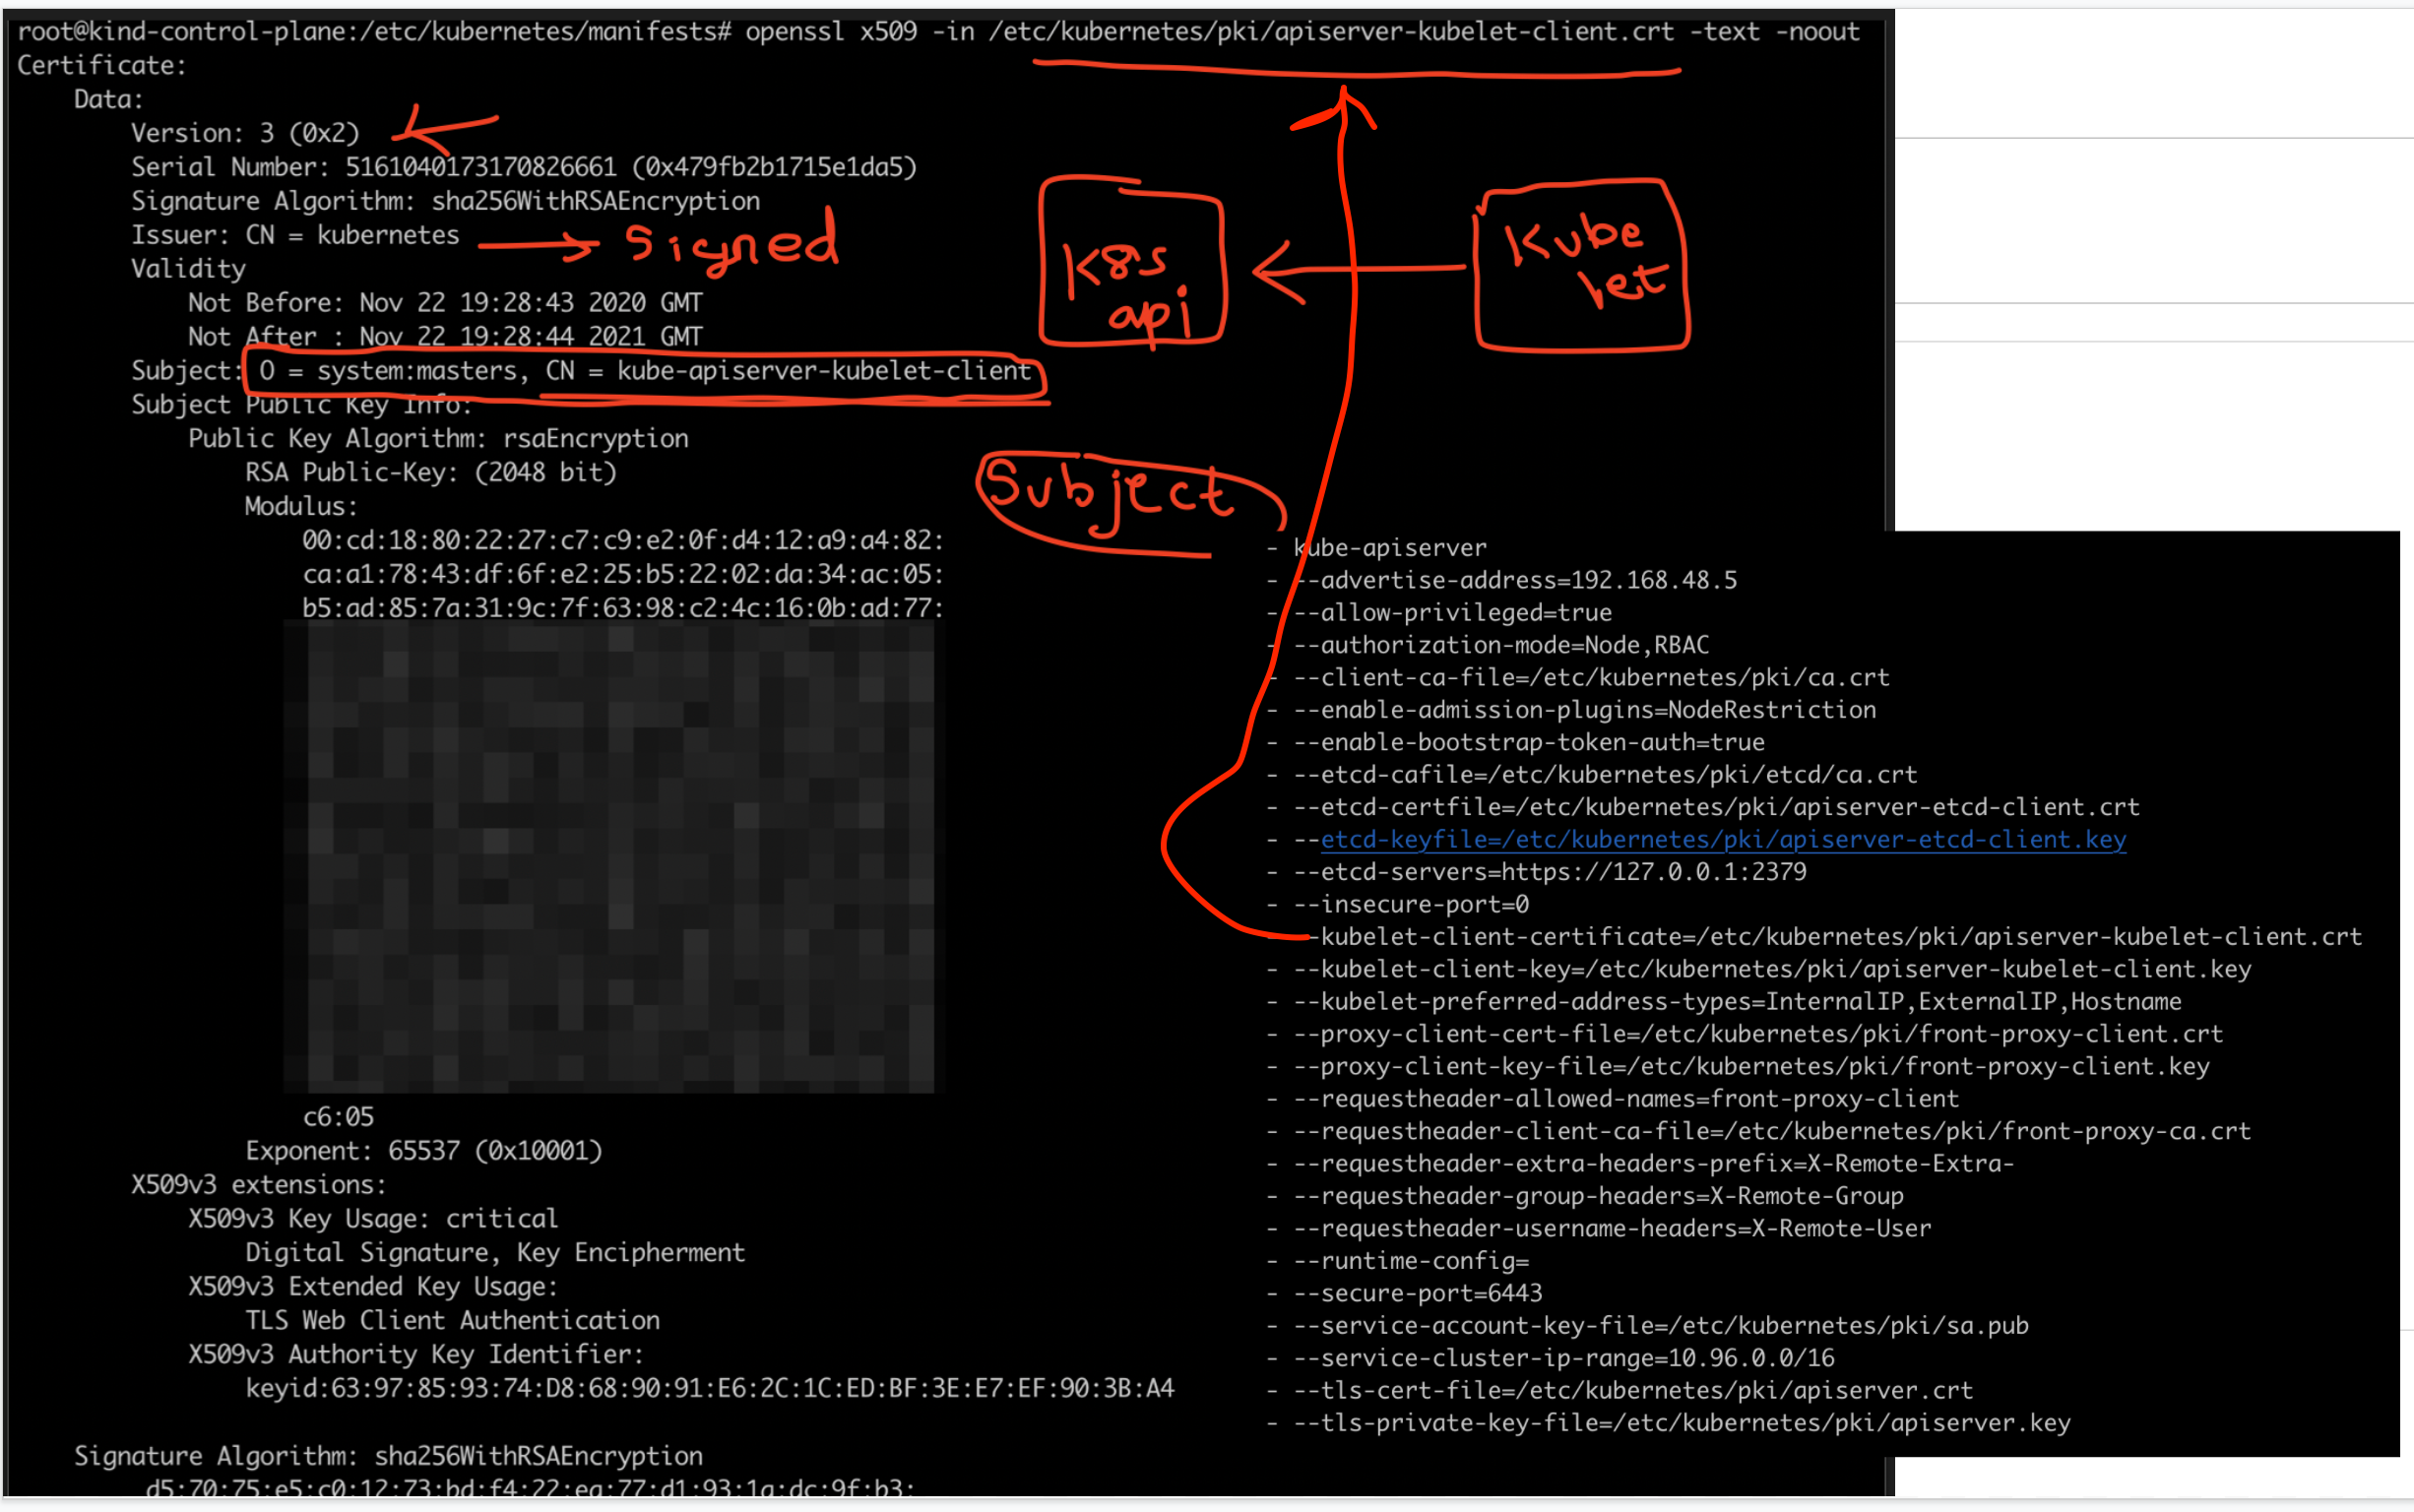 root@kind-control-plane:/etc/kubernetes/manifests# openssl x509 -in /etc/kubernetes/pki/apiserver-kubelet-client.crt -text -noout
Certificate:
Data:
Version: 3 (0x2)
Serial Number: 5161040173170826661 (0x479fb2b1715e1da5)
Signature Algorithm: sha256WithRSAEncryption
Issuer: CN = kubernetes
Signed
Validity
Not Before: Nov 22 19:28:43 2020 GMT
Not After : Nov 22 19:28:44 2021 GMT
Subject: O = system:masters, CN = kube-apiserver-kubelet-client
Subject Public Key Info:
Public Key Algorithm: rsaEncryption
RSA Public-Key: (2048 bit)
Modulus:
00:cd:18:80:22:27:c7:c9:e2:0f:d4:12:a9:a4:82:
ca:a1:78:43:df:6f:e2:25:b5:22:02:da:34:ac:05:
b5:ad:85:7a:31:9c:7f:63:98:c2:4c:16:0b:ad:77:
c6:05
Exponent: 65537 (0x10001)
X509v3 extensions:
X509v3 Key Usage: critical
Digital Signature, Key Encipherment
X509v3 Extended Key Usage:
TLS Web Client Authentication
X509v3 Authority Key Identifier:
keyid:63:97:85:93:74:D8:68:90:91:E6:2C:1C:ED:BF:3E:E7:EF:90:3B:A4
Signature Algorithm: sha256WithRSAEncryption
d5:70:75:e5:c0:12:73:bd:f4:22:ea:77:d1:93:1a:dc:9f:b3:
K8s
api
Kube
let
Subject
- kube-apiserver
- --advertise-address=192.168.48.5
- --allow-privileged=true
- --authorization-mode=Node,RBAC
- --client-ca-file=/etc/kubernetes/pki/ca.crt
- --enable-admission-plugins=NodeRestriction
- --enable-bootstrap-token-auth=true
- --etcd-cafile=/etc/kubernetes/pki/etcd/ca.crt
- --etcd-certfile=/etc/kubernetes/pki/apiserver-etcd-client.crt
- --etcd-keyfile=/etc/kubernetes/pki/apiserver-etcd-client.key
- --etcd-servers=https://127.0.0.1:2379
- --insecure-port=0
- --kubelet-client-certificate=/etc/kubernetes/pki/apiserver-kubelet-client.crt
- --kubelet-client-key=/etc/kubernetes/pki/apiserver-kubelet-client.key
- --kubelet-preferred-address-types=InternalIP,ExternalIP,Hostname
- --proxy-client-cert-file=/etc/kubernetes/pki/front-proxy-client.crt
- --proxy-client-key-file=/etc/kubernetes/pki/front-proxy-client.key
- --requestheader-allowed-names=front-proxy-client
- --requestheader-client-ca-file=/etc/kubernetes/pki/front-proxy-ca.crt
- --requestheader-extra-headers-prefix=X-Remote-Extra-
- --requestheader-group-headers=X-Remote-Group
- --requestheader-username-headers=X-Remote-User
- --runtime-config=
- --secure-port=6443
- --service-account-key-file=/etc/kubernetes/pki/sa.pub
- --service-cluster-ip-range=10.96.0.0/16
- --tls-cert-file=/etc/kubernetes/pki/apiserver.crt
- --tls-private-key-file=/etc/kubernetes/pki/apiserver.key